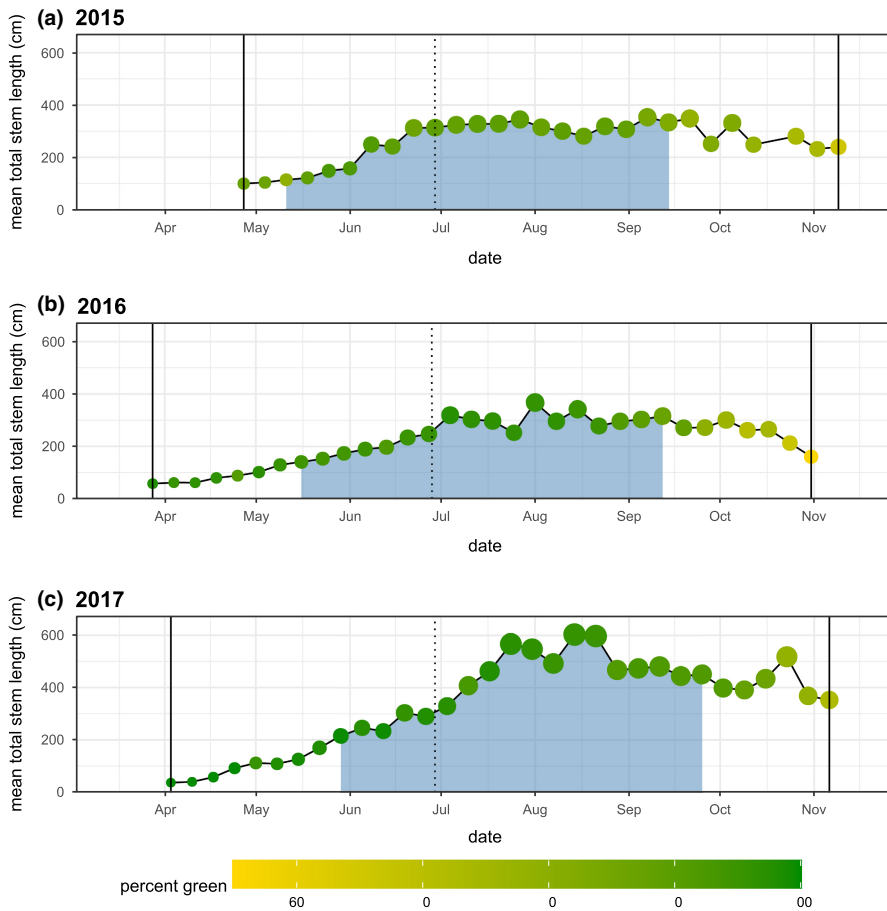 (a) 2015
mean total stem length (cm)
600
400
200
0
Apr May Jun Jul Aug Sep Oct Nov
date
(b) 2016
mean total stem length (cm)
600
400
200
0
Apr May Jun Jul Aug Sep Oct Nov
date
(c) 2017
mean total stem length (cm)
600
400
200
0
Apr May Jun Jul Aug Sep Oct Nov
date
percent green
60 0 0 0 00